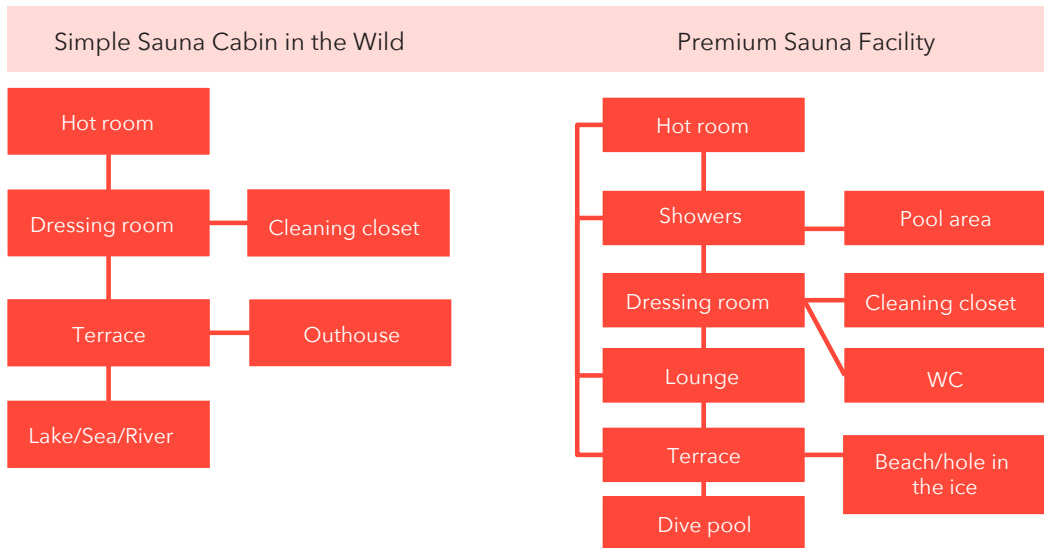 Simple Sauna Cabin in the Wild
Hot room
Dressing room
Cleaning closet
Terrace
Outhouse
Lake/Sea/River
Premium Sauna Facility
Hot room
Showers
Pool area
Dressing room
Cleaning closet
WC
Lounge
Terrace
Beach/hole in
the ice
Dive pool